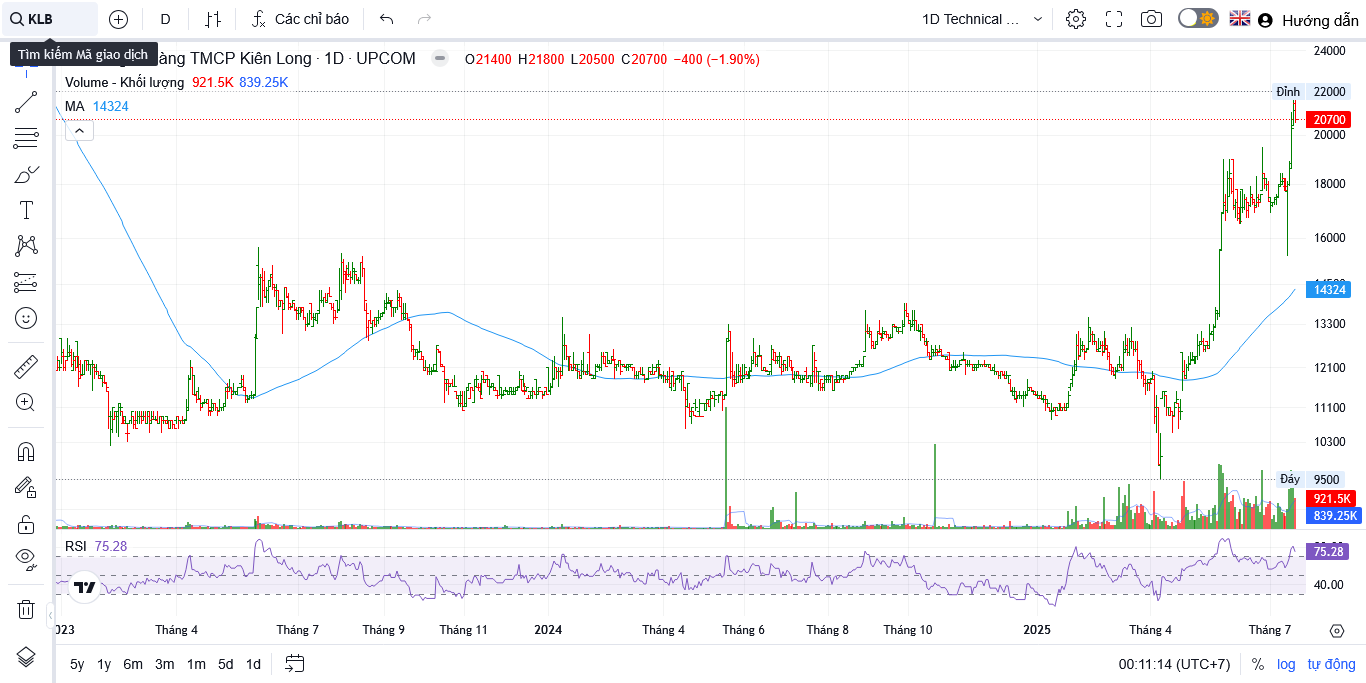 KLB
D
Các chỉ báo
1D Technical ...
Hướng dẫn
Tìm kiếm Mã giao dịch
àng TMCP Kiên Long · 1D · UPCOM
O21400 H21800 L20500 C20700 −400 (−1.90%)
Volume - Khối lượng 921.5K 839.25K
MA 14324
24000
Đỉnh 22000
20700
20000
18000
16000
14324
13300
12100
11100
10300
Đáy 9500
921.5K
839.25K
RSI 75.28
75.28
40.00
023 Tháng 4 Tháng 7 Tháng 9 Tháng 11 2024 Tháng 4 Tháng 6 Tháng 8 Tháng 10 2025 Tháng 4 Tháng 7
5y 1y 6m 3m 1m 5d 1d
00:11:14 (UTC+7) % log tự động